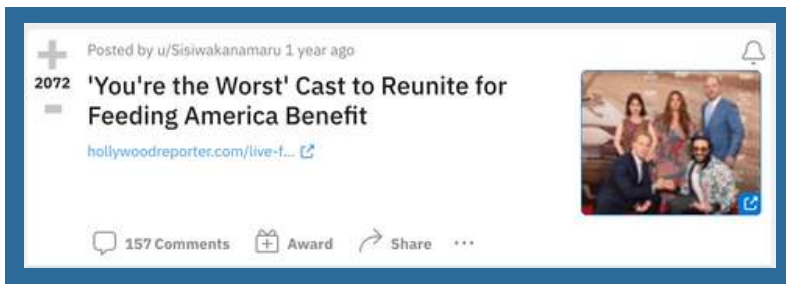 Posted by u/Sisiwakanamaru 1 year ago
2072
'You're the Worst' Cast to Reunite for
Feeding America Benefit
hollywoodreporter.com/live-f...
157 Comments Award Share ...